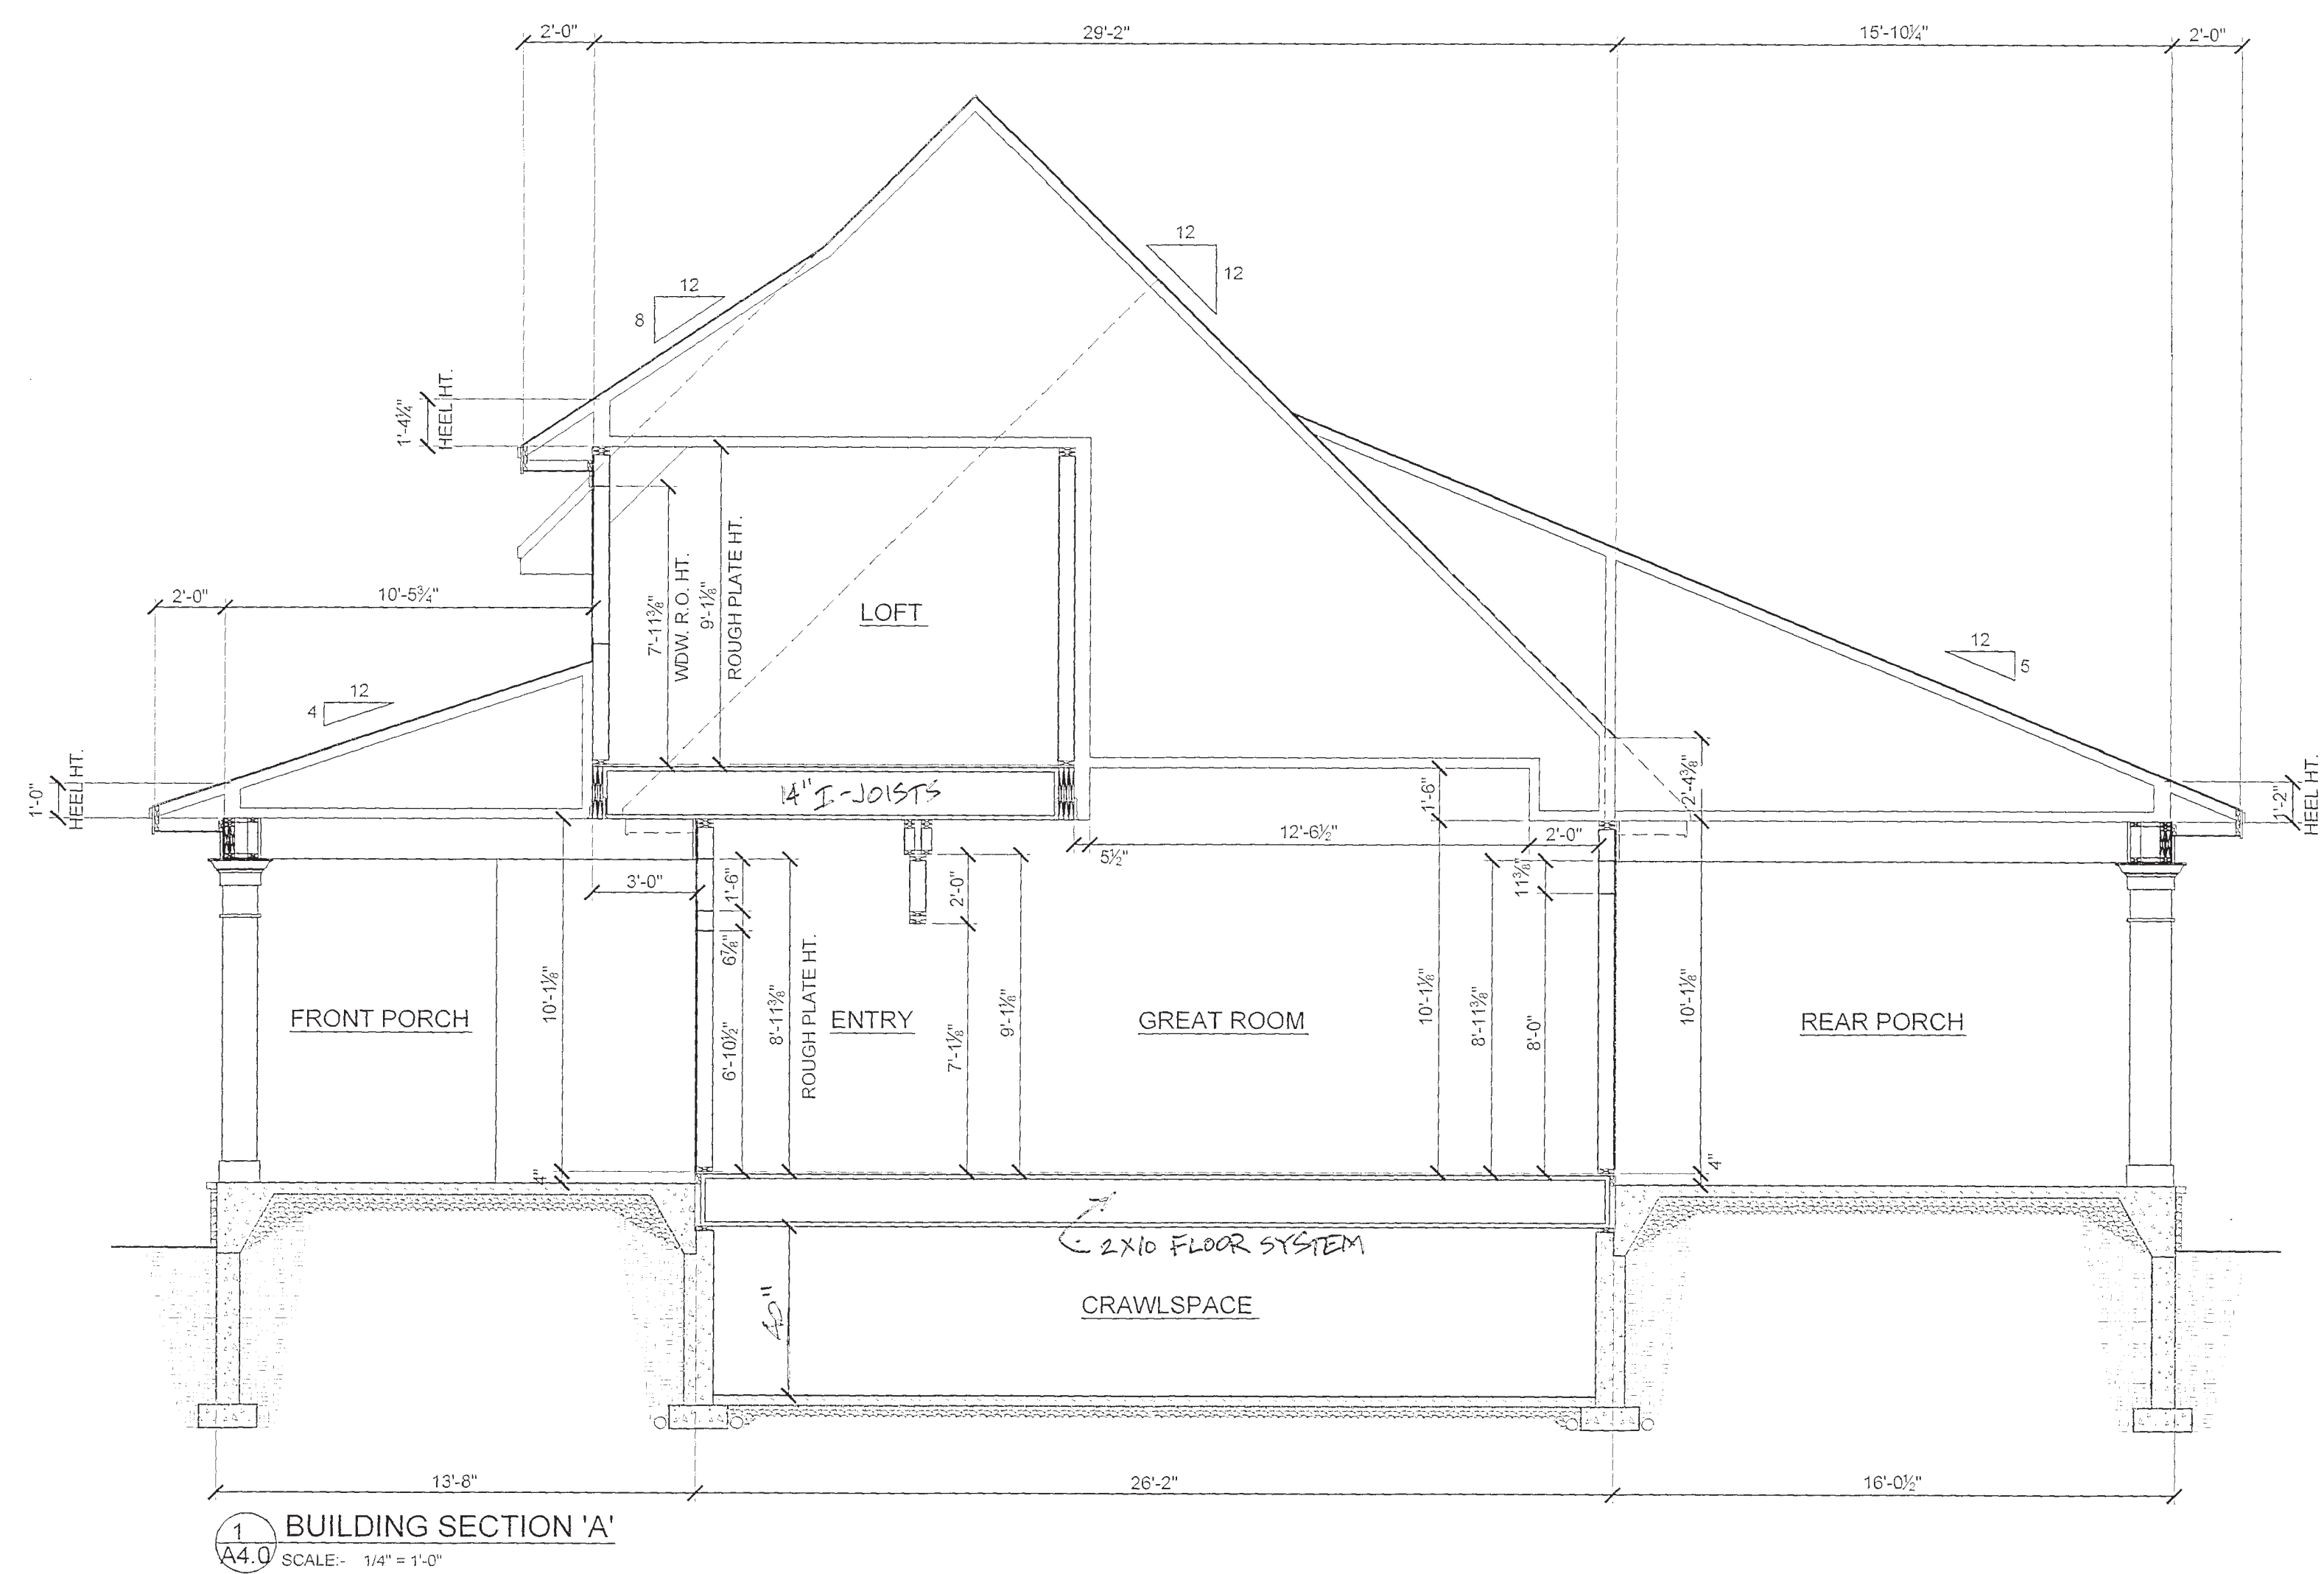 2'-0" 29'-2" 15'-10¼" 2'-0"
12
12
12
8
1'-4¼"
HEEL HT.
2'-0" 10'-5¾"
7'-11⅜"
WDW. R.O. HT.
9'-1⅛"
ROUGH PLATE HT.
LOFT
12
5
12
4
1'-0"
HEEL HT.
14" I-JOISTS
1'-6"
2'-4⅜"
1'-2"
HEEL HT.
12'-6½" 2'-0"
5½"
3'-0"
1'-6"
2'-0"
11⅜"
6⅞"
10'-1⅛"
6'-10½"
8'-11⅜"
ROUGH PLATE HT.
7'-1⅛"
9'-1⅛"
10'-1⅛"
8'-11⅜"
8'-0"
10'-1⅛"
FRONT PORCH ENTRY GREAT ROOM REAR PORCH
4"
4"
2X10 FLOOR SYSTEM
CRAWLSPACE
13'-8" 26'-2" 16'-0½"
1
A4.0
BUILDING SECTION 'A'
SCALE:- 1/4" = 1'-0"